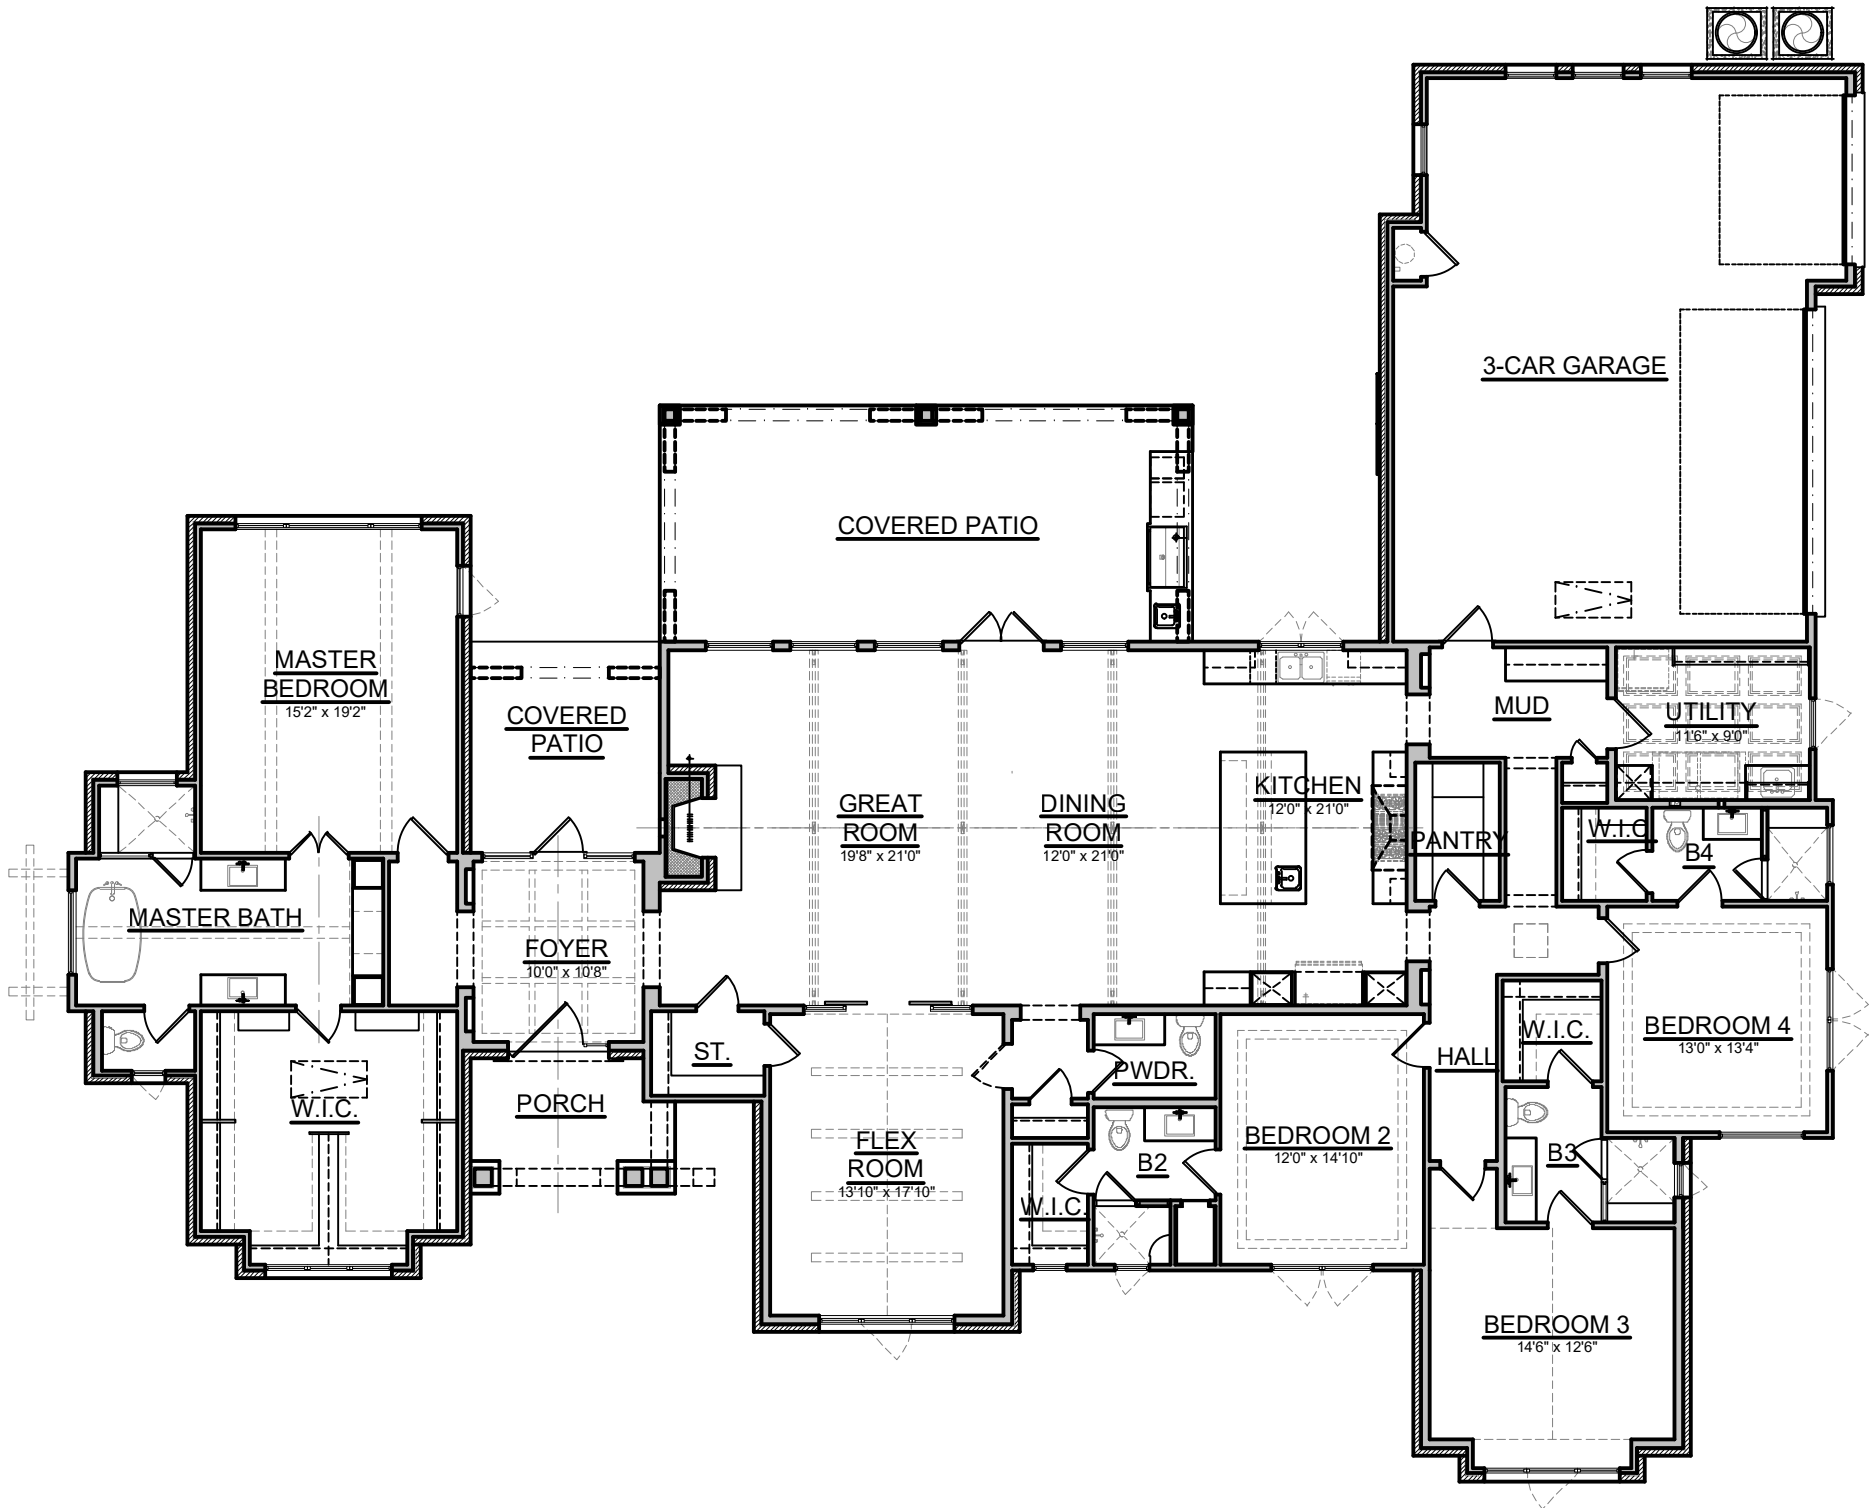 3-CAR GARAGE
COVERED PATIO
MASTER
BEDROOM
15'2" x 19'2"
COVERED
PATIO
MUD
UTILITY
11'6" x 9'0"
GREAT
ROOM
19'8" x 21'0"
DINING
ROOM
12'0" x 21'0"
KITCHEN
12'0" x 21'0"
PANTRY
W.I.C.
B4
MASTER BATH
FOYER
10'0" x 10'8"
ST.
PWDR.
HALL
W.I.C.
BEDROOM 4
13'0" x 13'4"
W.I.C.
PORCH
FLEX
ROOM
13'10" x 17'10"
B2
BEDROOM 2
12'0" x 14'10"
B3
W.I.C.
BEDROOM 3
14'6" x 12'6"